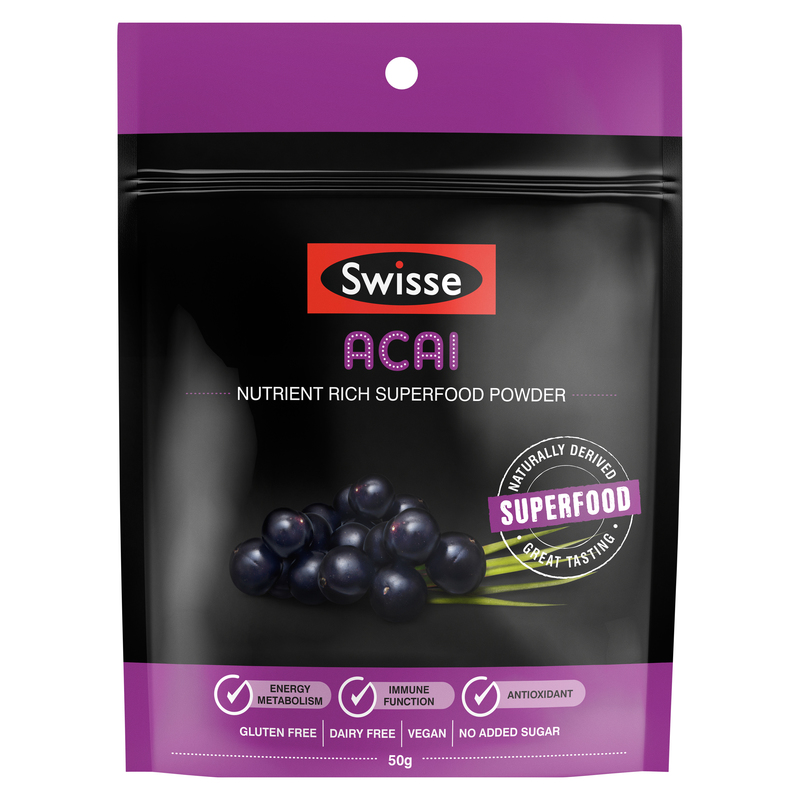 Swisse
ACAI
NUTRIENT RICH SUPERFOOD POWDER
NATURALLY DERIVED
SUPERFOOD
• GREAT TASTING •
ENERGY
METABOLISM
IMMUNE
FUNCTION
ANTIOXIDANT
GLUTEN FREE | DAIRY FREE | VEGAN | NO ADDED SUGAR
50g